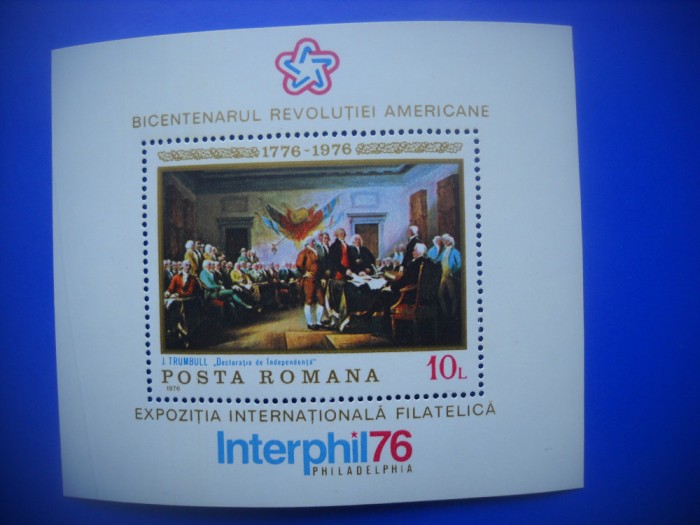 BICENTENARUL REVOLUȚIEI AMERICANE
1776-1976
J. TRUMBULL „Declarația de Independență"
POSTA ROMANA 10L
1976
EXPOZIȚIA INTERNAȚIONALĂ FILATELICĂ
Interphil76
PHILADELPHIA